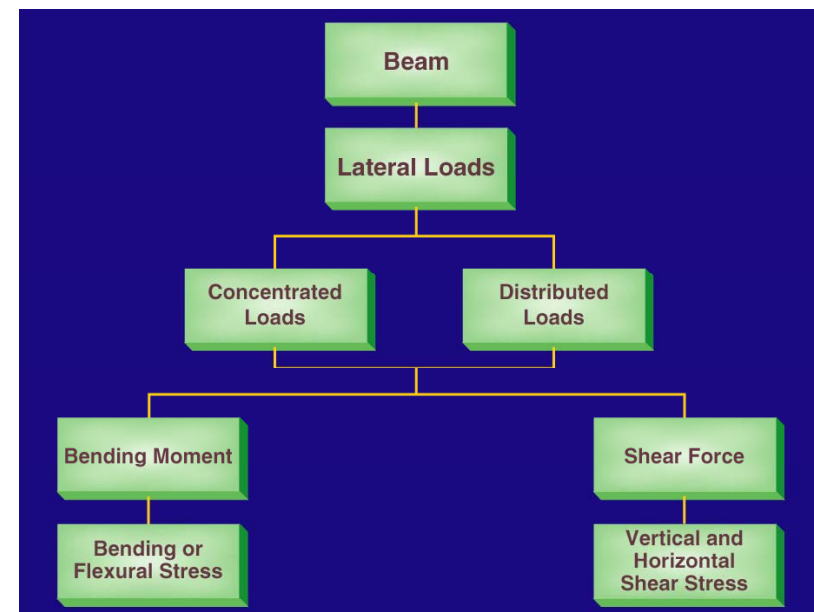 Beam
Lateral Loads
Concentrated
Loads
Distributed
Loads
Bending Moment
Shear Force
Bending or
Flexural Stress
Vertical and
Horizontal
Shear Stress